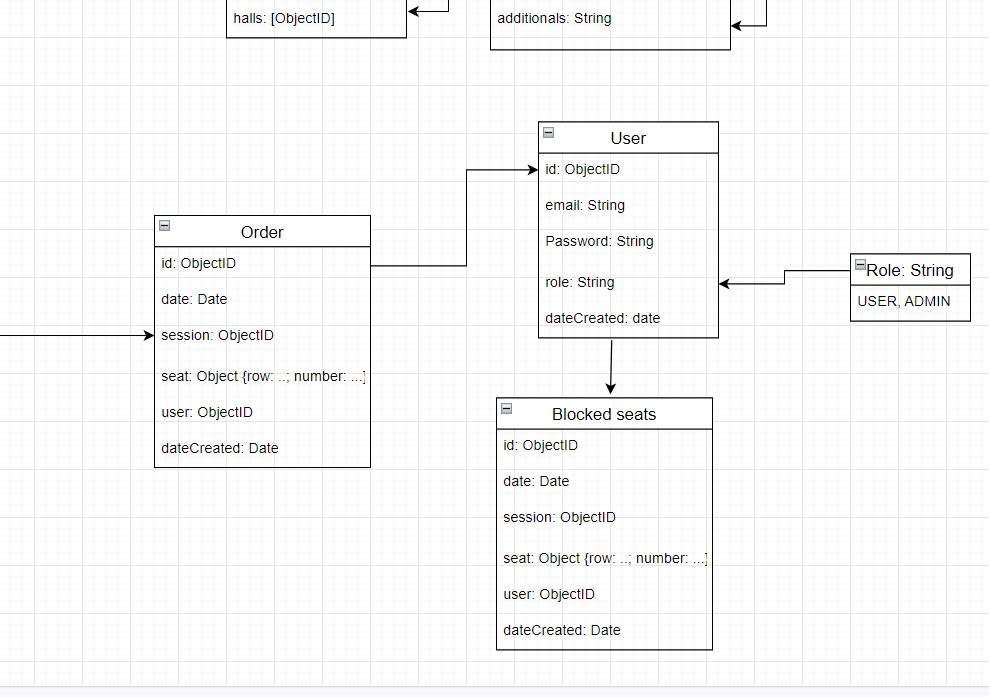 halls: [ObjectID]
additionals: String
User
id: ObjectID
email: String
Password: String
role: String
dateCreated: date
Order
id: ObjectID
date: Date
session: ObjectID
seat: Object {row: ..; number: ...}
user: ObjectID
dateCreated: Date
Role: String
USER, ADMIN
Blocked seats
id: ObjectID
date: Date
session: ObjectID
seat: Object {row: ..; number: ...}
user: ObjectID
dateCreated: Date